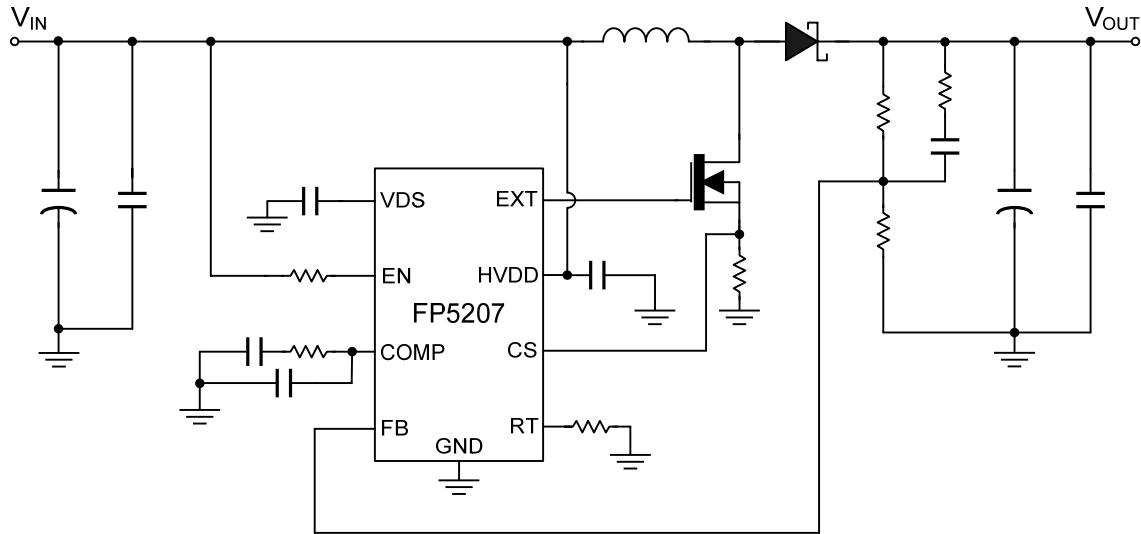 VIN
VOUT
VDS
EXT
EN
HVDD
FP5207
COMP
CS
FB
RT
GND